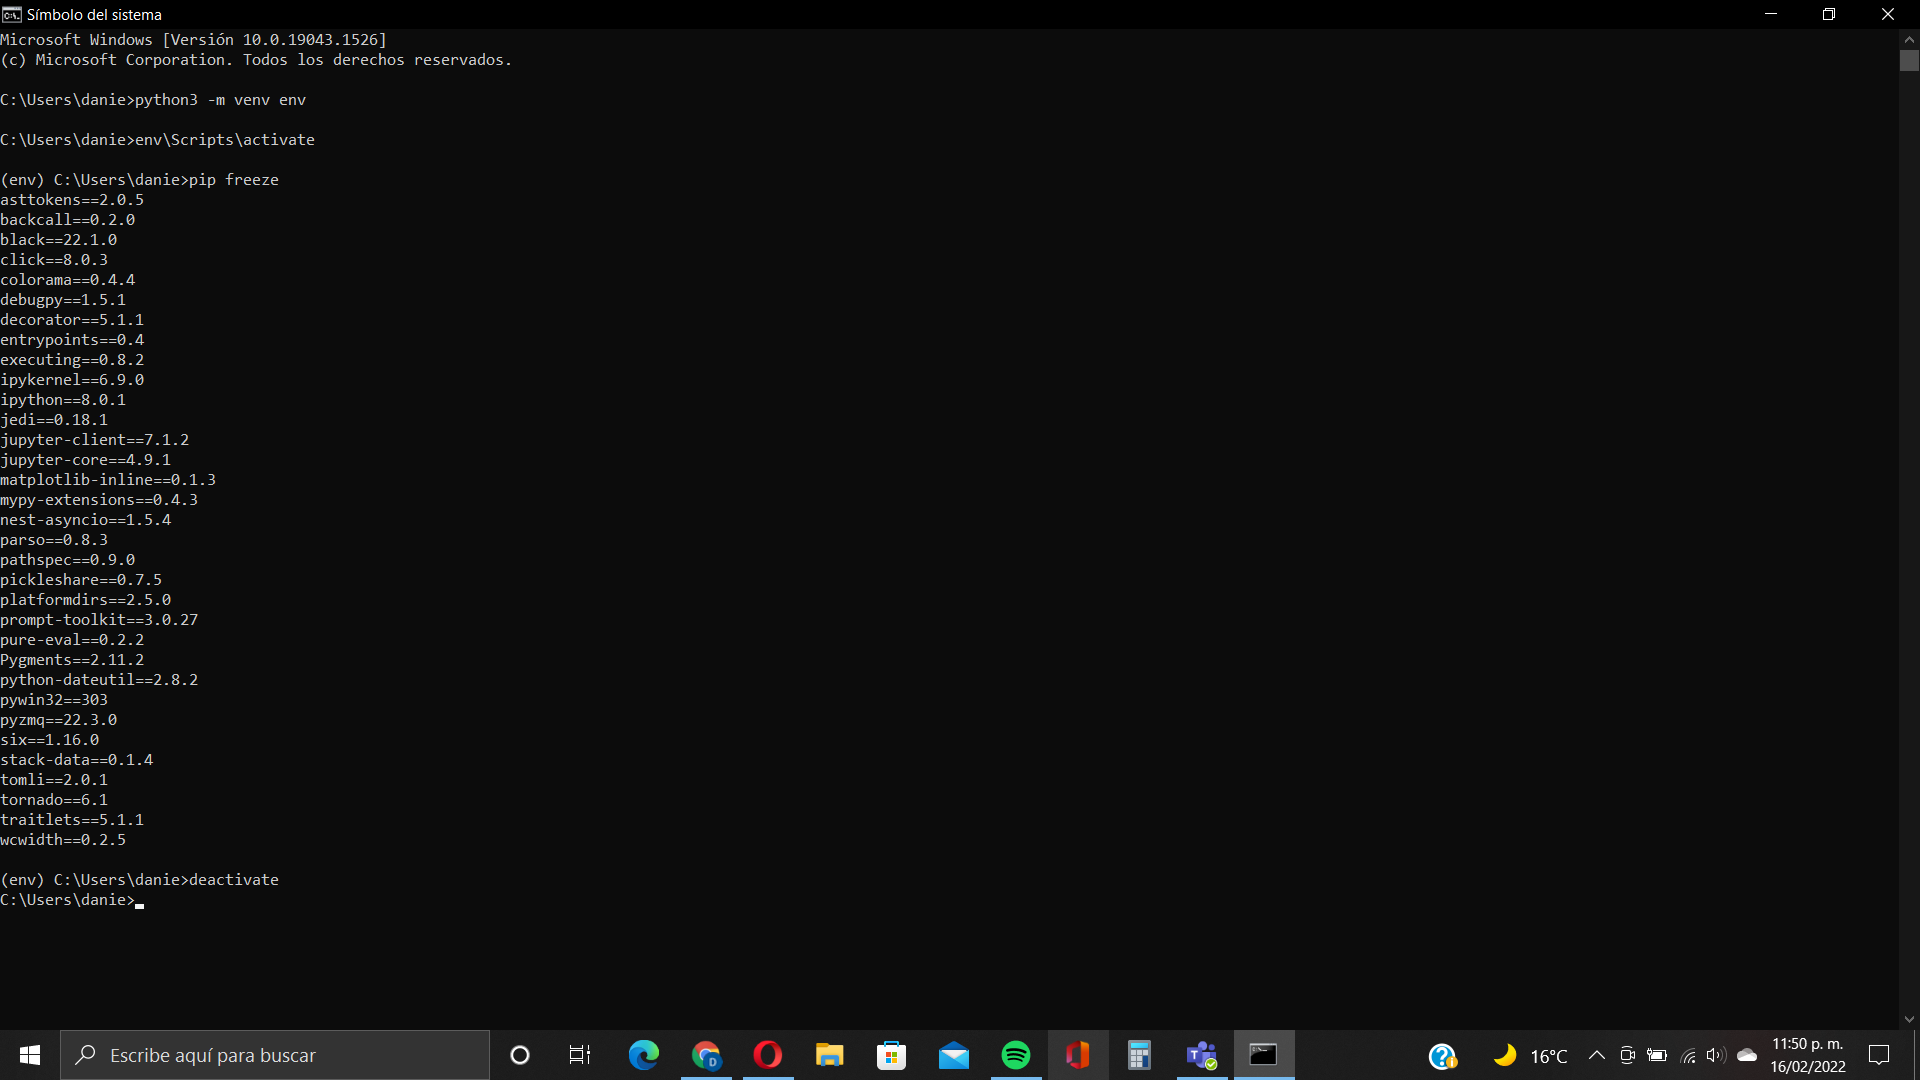 Símbolo del sistema
Microsoft Windows [Versión 10.0.19043.1526]
(c) Microsoft Corporation. Todos los derechos reservados.
C:\Users\danie>python3 -m venv env
C:\Users\danie>env\Scripts\activate
(env) C:\Users\danie>pip freeze
asttokens==2.0.5
backcall==0.2.0
black==22.1.0
click==8.0.3
colorama==0.4.4
debugpy==1.5.1
decorator==5.1.1
entrypoints==0.4
executing==0.8.2
ipykernel==6.9.0
ipython==8.0.1
jedi==0.18.1
jupyter-client==7.1.2
jupyter-core==4.9.1
matplotlib-inline==0.1.3
mypy-extensions==0.4.3
nest-asyncio==1.5.4
parso==0.8.3
pathspec==0.9.0
pickleshare==0.7.5
platformdirs==2.5.0
prompt-toolkit==3.0.27
pure-eval==0.2.2
Pygments==2.11.2
python-dateutil==2.8.2
pywin32==303
pyzmq==22.3.0
six==1.16.0
stack-data==0.1.4
tomli==2.0.1
tornado==6.1
traitlets==5.1.1
wcwidth==0.2.5
(env) C:\Users\danie>deactivate
C:\Users\danie>
Escribe aquí para buscar
16°C
11:50 p. m.
16/02/2022